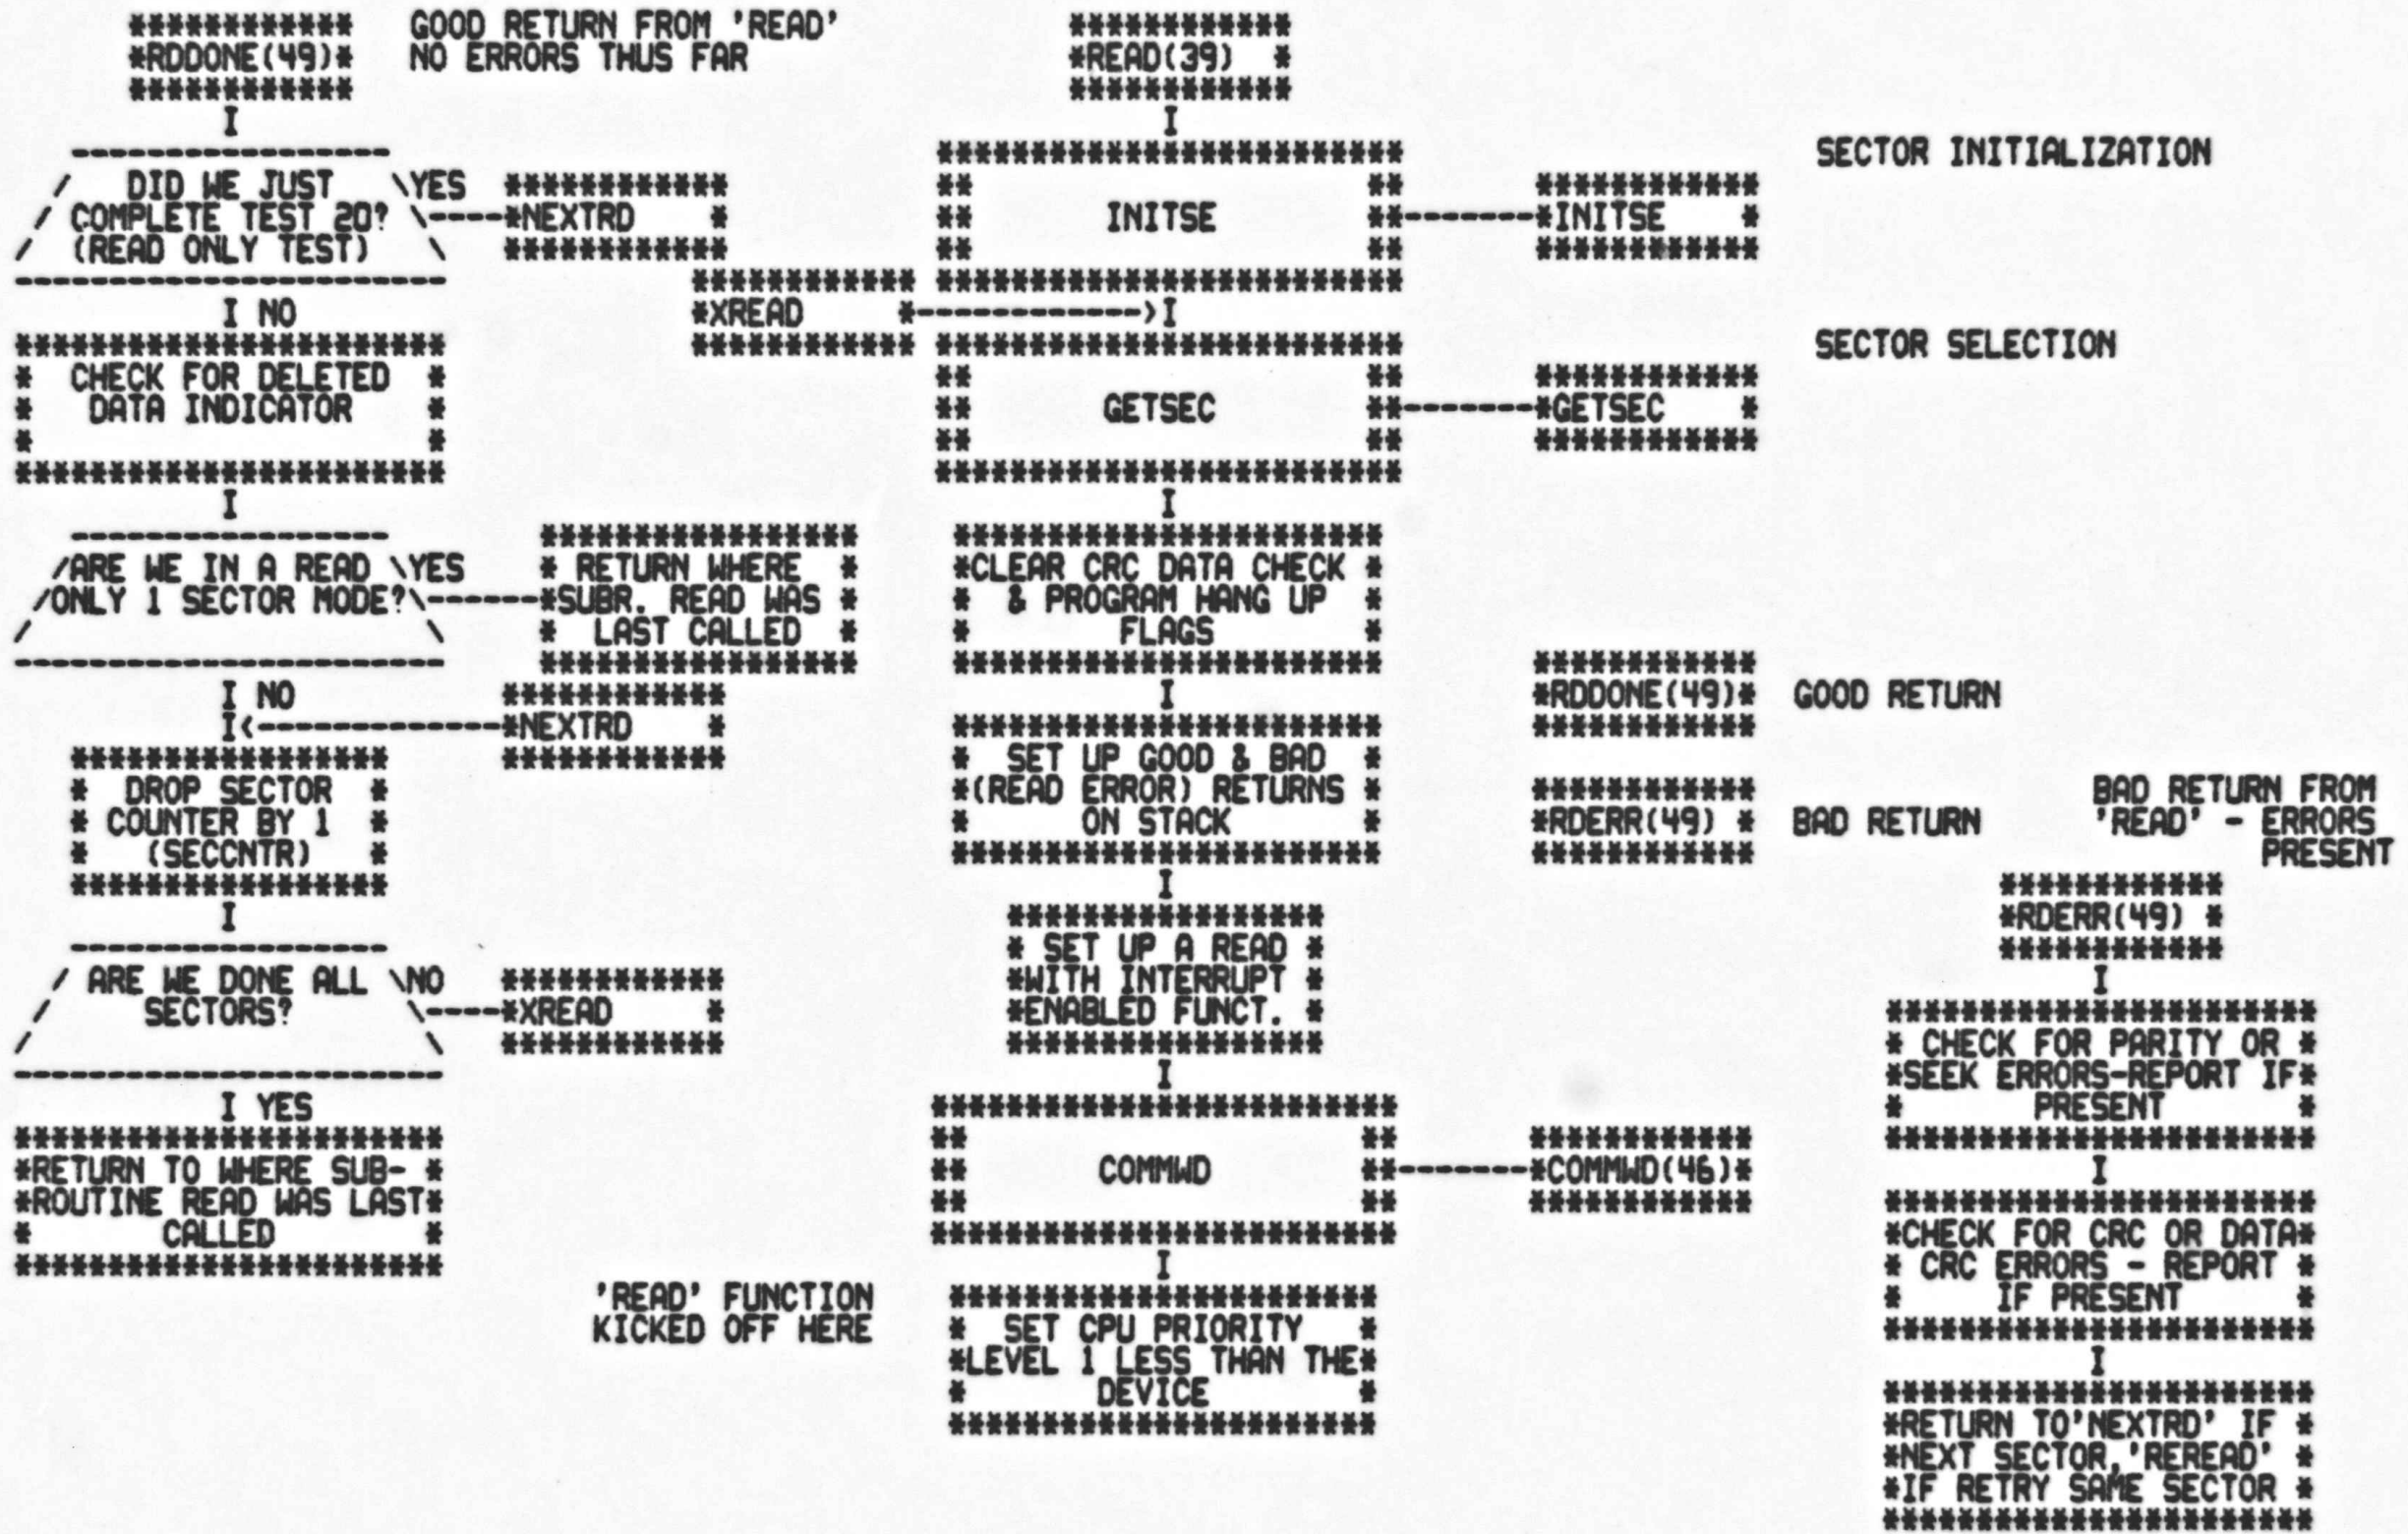 *RDDONE(49)*
GOOD RETURN FROM 'READ'
NO ERRORS THUS FAR
I
DID WE JUST
COMPLETE TEST 20?
(READ ONLY TEST)
YES
*NEXTRD *
I NO
CHECK FOR DELETED
DATA INDICATOR
I
ARE WE IN A READ
ONLY 1 SECTOR MODE?
YES
RETURN WHERE
SUBR. READ WAS
LAST CALLED
I NO
I<
*NEXTRD *
DROP SECTOR
COUNTER BY 1
(SECCNTR)
I
ARE WE DONE ALL
SECTORS?
NO
*XREAD *
I YES
RETURN TO WHERE SUB-
ROUTINE READ WAS LAST
CALLED
*READ(39) *
I
INITSE
*INITSE *
SECTOR INITIALIZATION
*XREAD *
>I
GETSEC
*GETSEC *
SECTOR SELECTION
I
CLEAR CRC DATA CHECK
& PROGRAM HANG UP
FLAGS
I
SET UP GOOD & BAD
(READ ERROR) RETURNS
ON STACK
*RDDONE(49)*
GOOD RETURN
*RDERR(49) *
BAD RETURN
I
SET UP A READ
WITH INTERRUPT
ENABLED FUNCT.
I
COMMWD
*COMMWD(46)*
I
'READ' FUNCTION
KICKED OFF HERE
SET CPU PRIORITY
LEVEL 1 LESS THAN THE
DEVICE
BAD RETURN FROM
'READ' - ERRORS
PRESENT
*RDERR(49) *
I
CHECK FOR PARITY OR
SEEK ERRORS-REPORT IF
PRESENT
I
CHECK FOR CRC OR DATA
CRC ERRORS - REPORT
IF PRESENT
I
RETURN TO'NEXTRD' IF
NEXT SECTOR,'REREAD'
IF RETRY SAME SECTOR